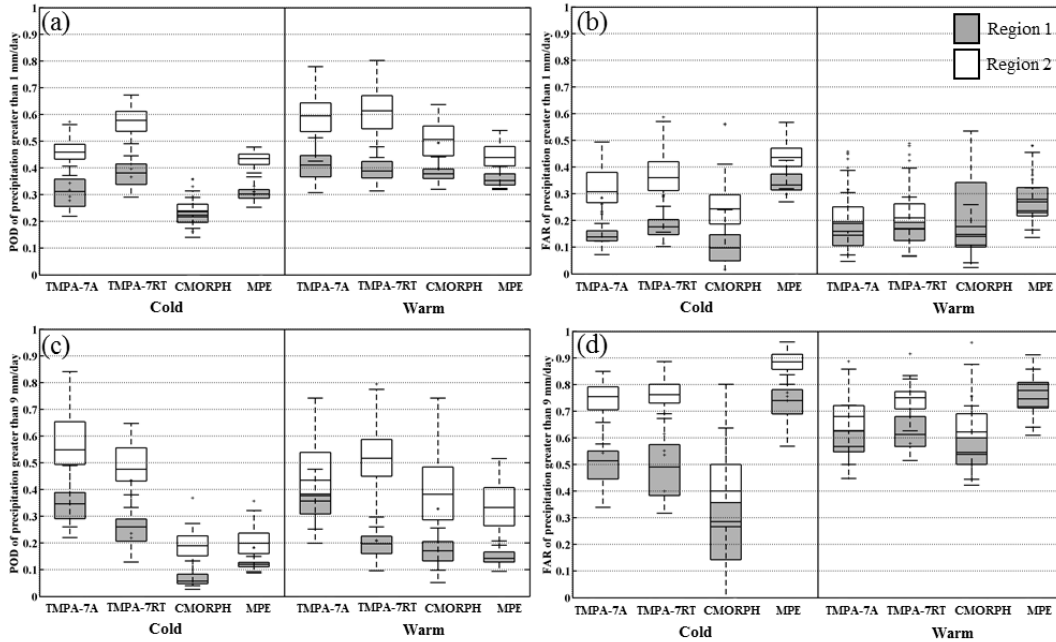 (a)
POD of precipitation greater than 1 mm/day
1
0.9
0.8
0.7
0.6
0.5
0.4
0.3
0.2
0.1
0
TMPA-7A TMPA-7RT CMORPH MPE TMPA-7A TMPA-7RT CMORPH MPE
Cold Warm
(b)
Region 1
Region 2
FAR of precipitation greater than 1 mm/day
1
0.9
0.8
0.7
0.6
0.5
0.4
0.3
0.2
0.1
0
TMPA-7A TMPA-7RT CMORPH MPE TMPA-7A TMPA-7RT CMORPH MPE
Cold Warm
(c)
POD of precipitation greater than 9 mm/day
1
0.9
0.8
0.7
0.6
0.5
0.4
0.3
0.2
0.1
0
TMPA-7A TMPA-7RT CMORPH MPE TMPA-7A TMPA-7RT CMORPH MPE
Cold Warm
(d)
FAR of precipitation greater than 9 mm/day
1
0.9
0.8
0.7
0.6
0.5
0.4
0.3
0.2
0.1
0
TMPA-7A TMPA-7RT CMORPH MPE TMPA-7A TMPA-7RT CMORPH MPE
Cold Warm